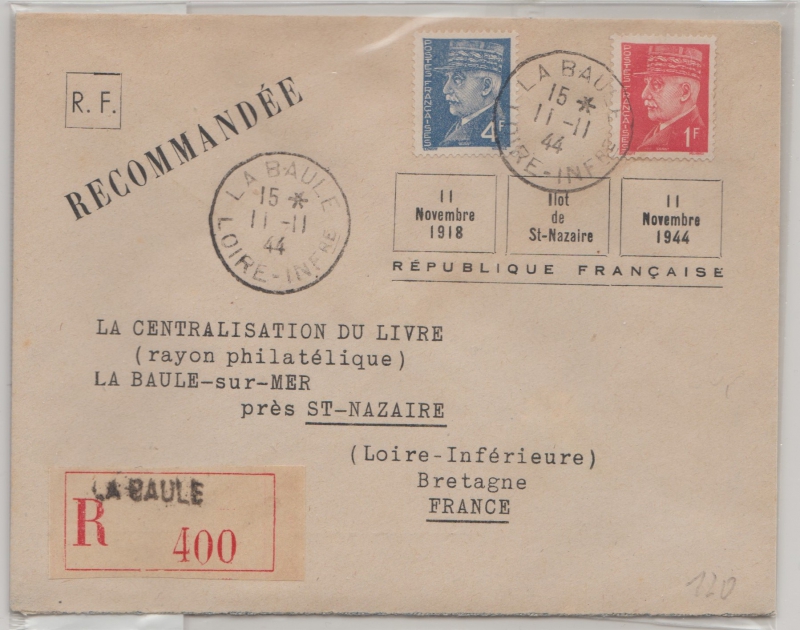 R. F.
RECOMMANDÉE
POSTES FRANÇAISES
4F
POSTES FRANÇAISES
1F
LA BAULE
15 *
11 -11
44
LOIRE-INFRE
LA BAULE
15 *
11 -11
44
LOIRE-INFRE
11
Novembre
1918
Ilot
de
St-Nazaire
11
Novembre
1944
RÉPUBLIQUE FRANÇAISE
LA CENTRALISATION DU LIVRE
(rayon philatélique)
LA BAULE-sur-MER
près ST-NAZAIRE
(Loire-Inférieure)
Bretagne
FRANCE
LA BAULE
R 400
120